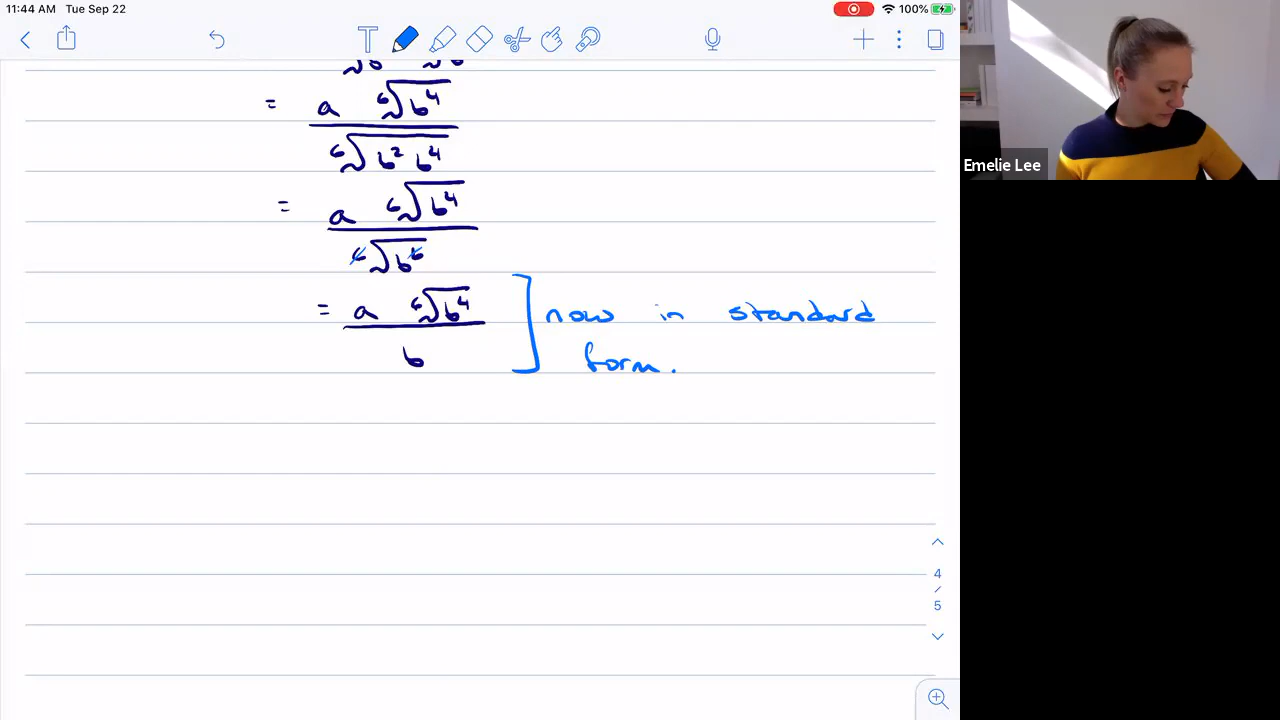 11:44 AM Tue Sep 22
100%
= a ⁶√b⁴
⁶√b² b⁴
= a ⁶√b⁴
⁶√b⁶
= a ⁶√b⁴
b
now in standard
form.
Emelie Lee
4
/
5